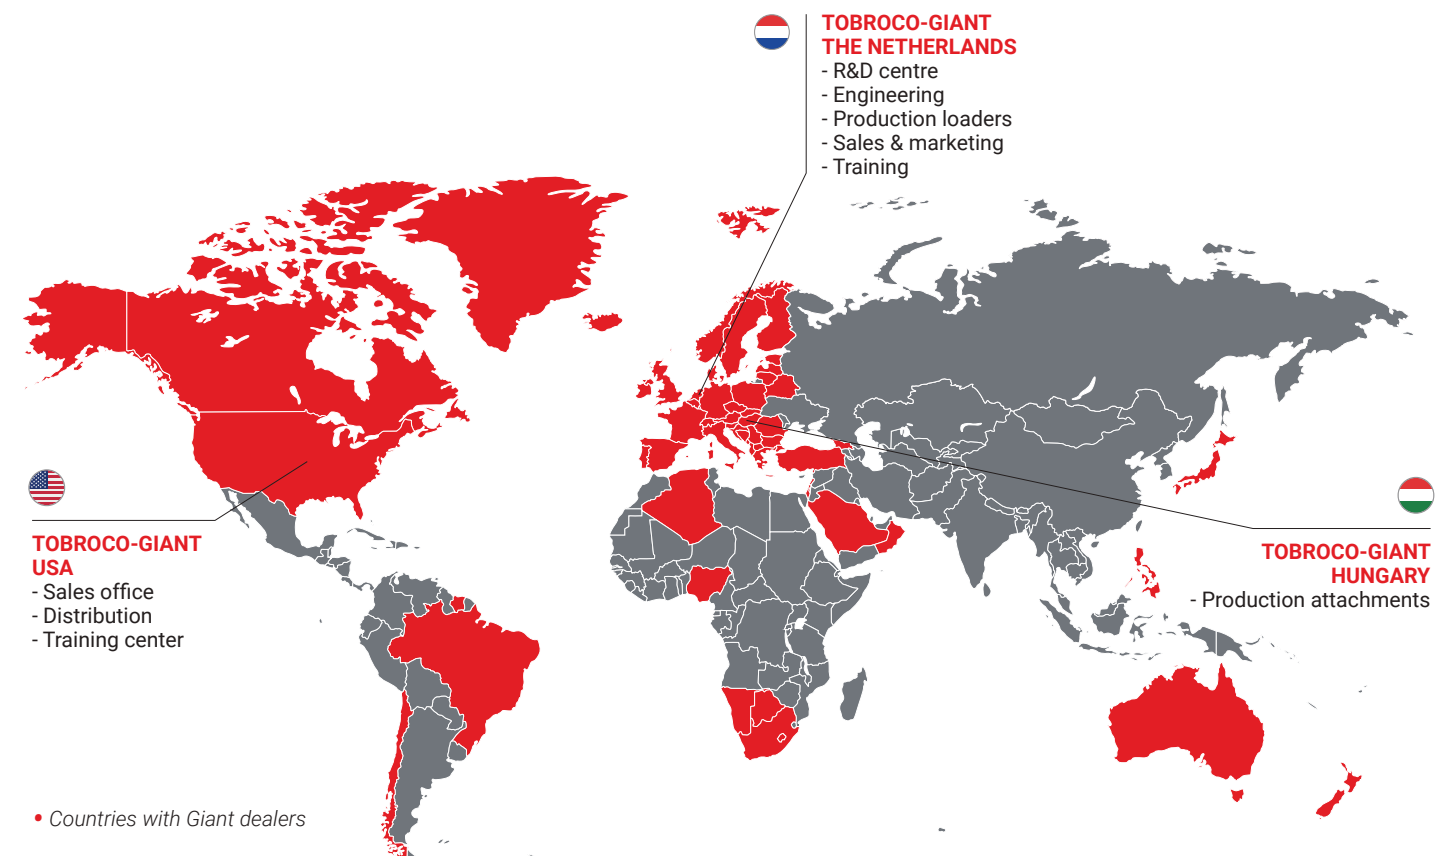 TOBROCO-GIANT
THE NETHERLANDS
- R&D centre
- Engineering
- Production loaders
- Sales & marketing
- Training
TOBROCO-GIANT
USA
- Sales office
- Distribution
- Training center
TOBROCO-GIANT
HUNGARY
- Production attachments
• Countries with Giant dealers